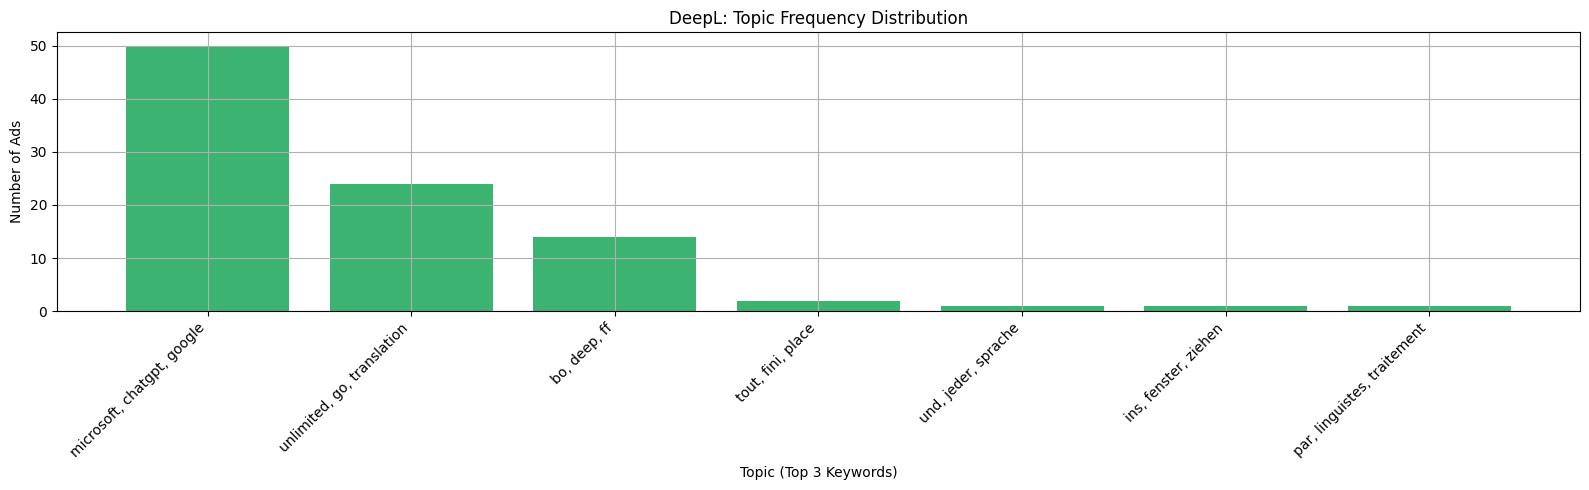 DeepL: Topic Frequency Distribution
Number of Ads
50
40
30
20
10
0
microsoft, chatgpt, google
unlimited, go, translation
bo, deep, ff
tout, fini, place
und, jeder, sprache
ins, fenster, ziehen
par, linguistes, traitement
Topic (Top 3 Keywords)